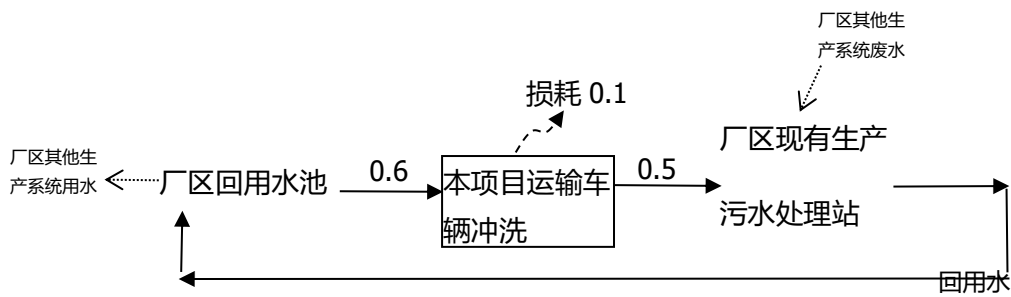 厂区其他生
产系统废水
损耗 0.1
厂区现有生产
厂区其他生
产系统用水
厂区回用水池
0.6
本项目运输车
辆冲洗
0.5
污水处理站
回用水